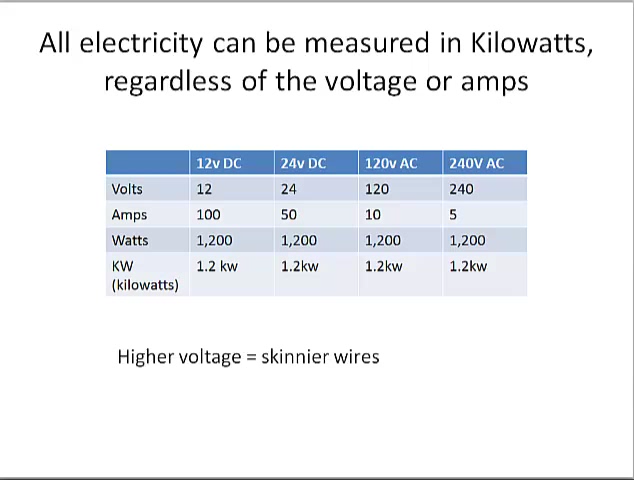 All electricity can be measured in Kilowatts,
regardless of the voltage or amps
12v DC 24v DC 120v AC 240V AC
Volts 12 24 120 240
Amps 100 50 10 5
Watts 1,200 1,200 1,200 1,200
KW 1.2 kw 1.2kw 1.2kw 1.2kw
(kilowatts)
Higher voltage = skinnier wires